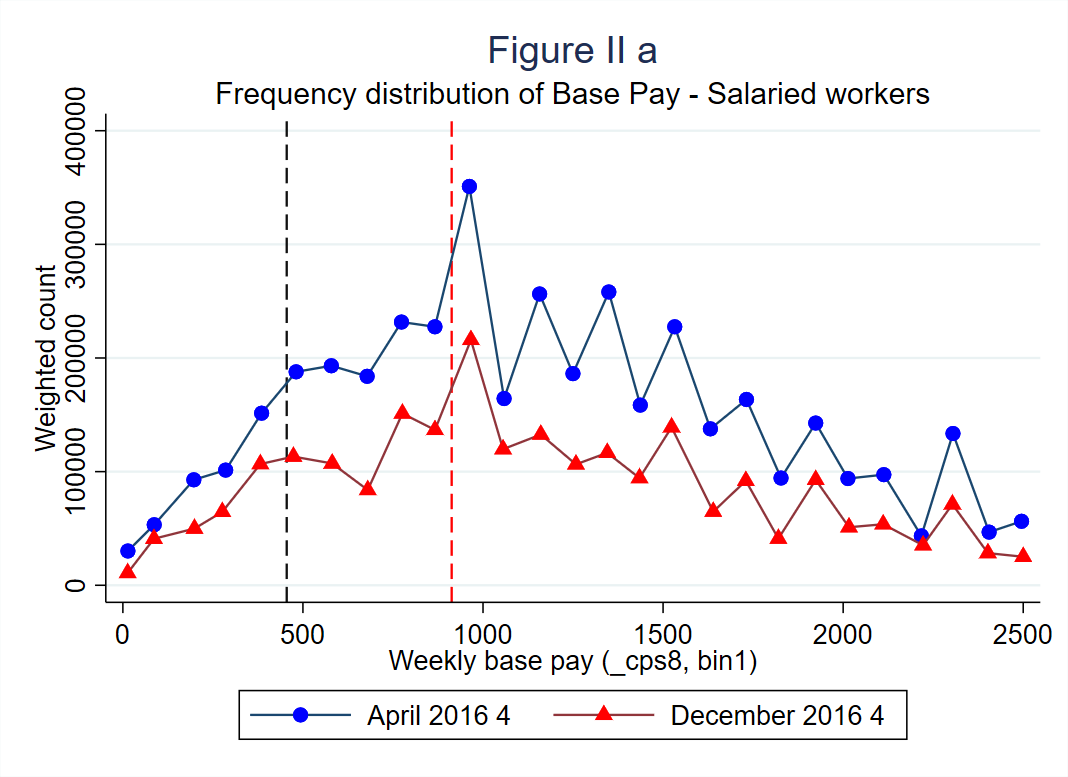 Figure II a
Frequency distribution of Base Pay - Salaried workers
Weighted count
400000
300000
200000
100000
0
0 500 1000 1500 2000 2500
Weekly base pay (_cps8, bin1)
April 2016 4 December 2016 4